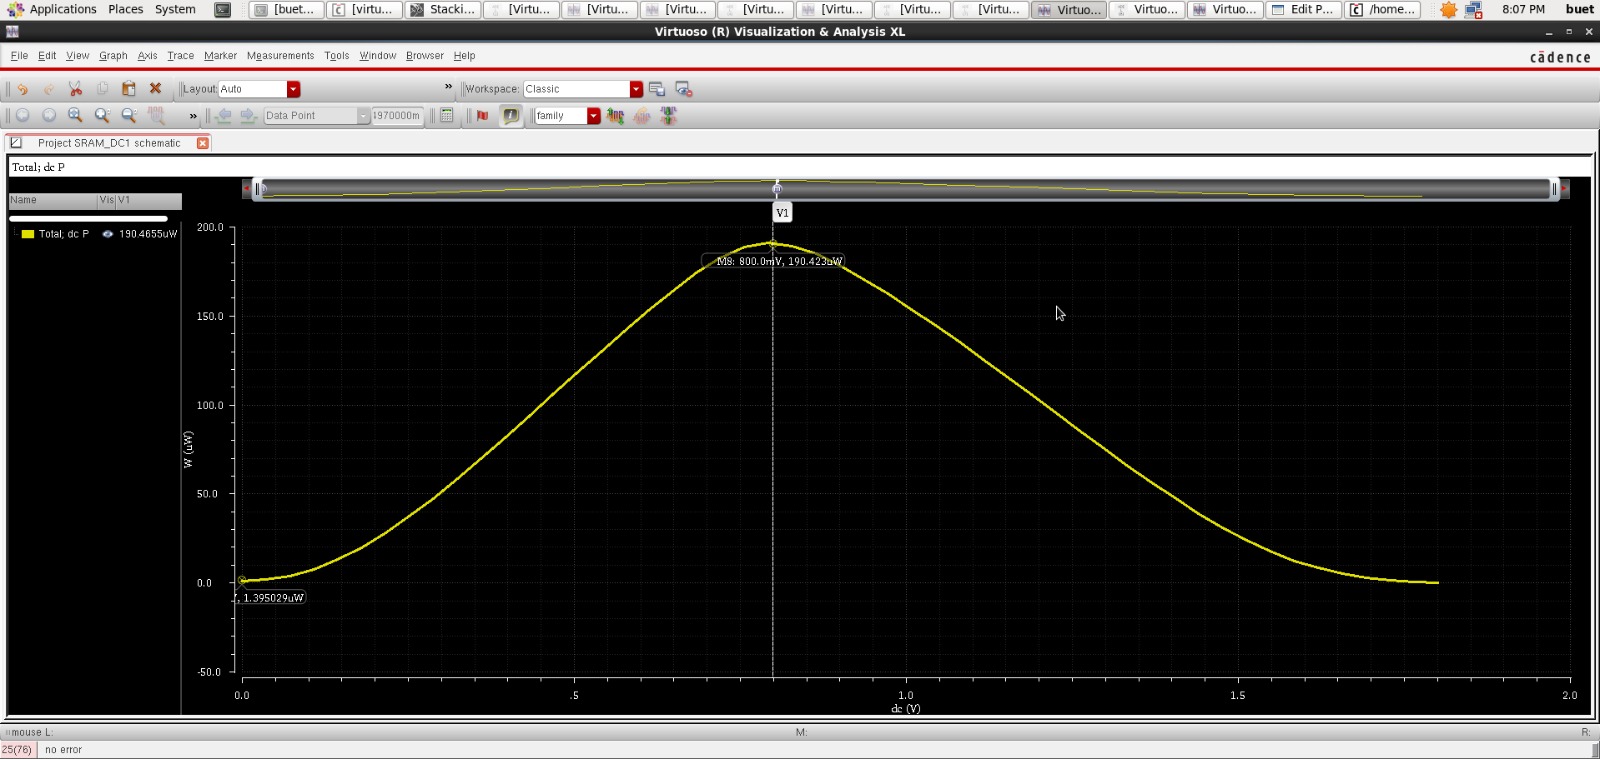 Applications Places System [buet... [virtu... Stacki... [Virtu... [Virtu... [Virtu... [Virtu... [Virtu... [Virtu... [Virtu... Virtuo... Virtuo... Virtuo... Edit P... /home... 8:07 PM buet
Virtuoso (R) Visualization & Analysis XL
File Edit View Graph Axis Trace Marker Measurements Tools Window Browser Help cādence
Layout: Auto » Workspace: Classic
» Data Point 1970000m family
Project SRAM_DC1 schematic
Total; dc P
Name Vis V1
V1
Total; dc P 190.4655uW
200.0
M8: 800.0mV, 190.423uW
150.0
100.0
W (uW)
50.0
0.0
, 1.395029uW
-50.0
0.0 .5 1.0 1.5 2.0
dc (V)
mouse L: M: R:
25(76) no error